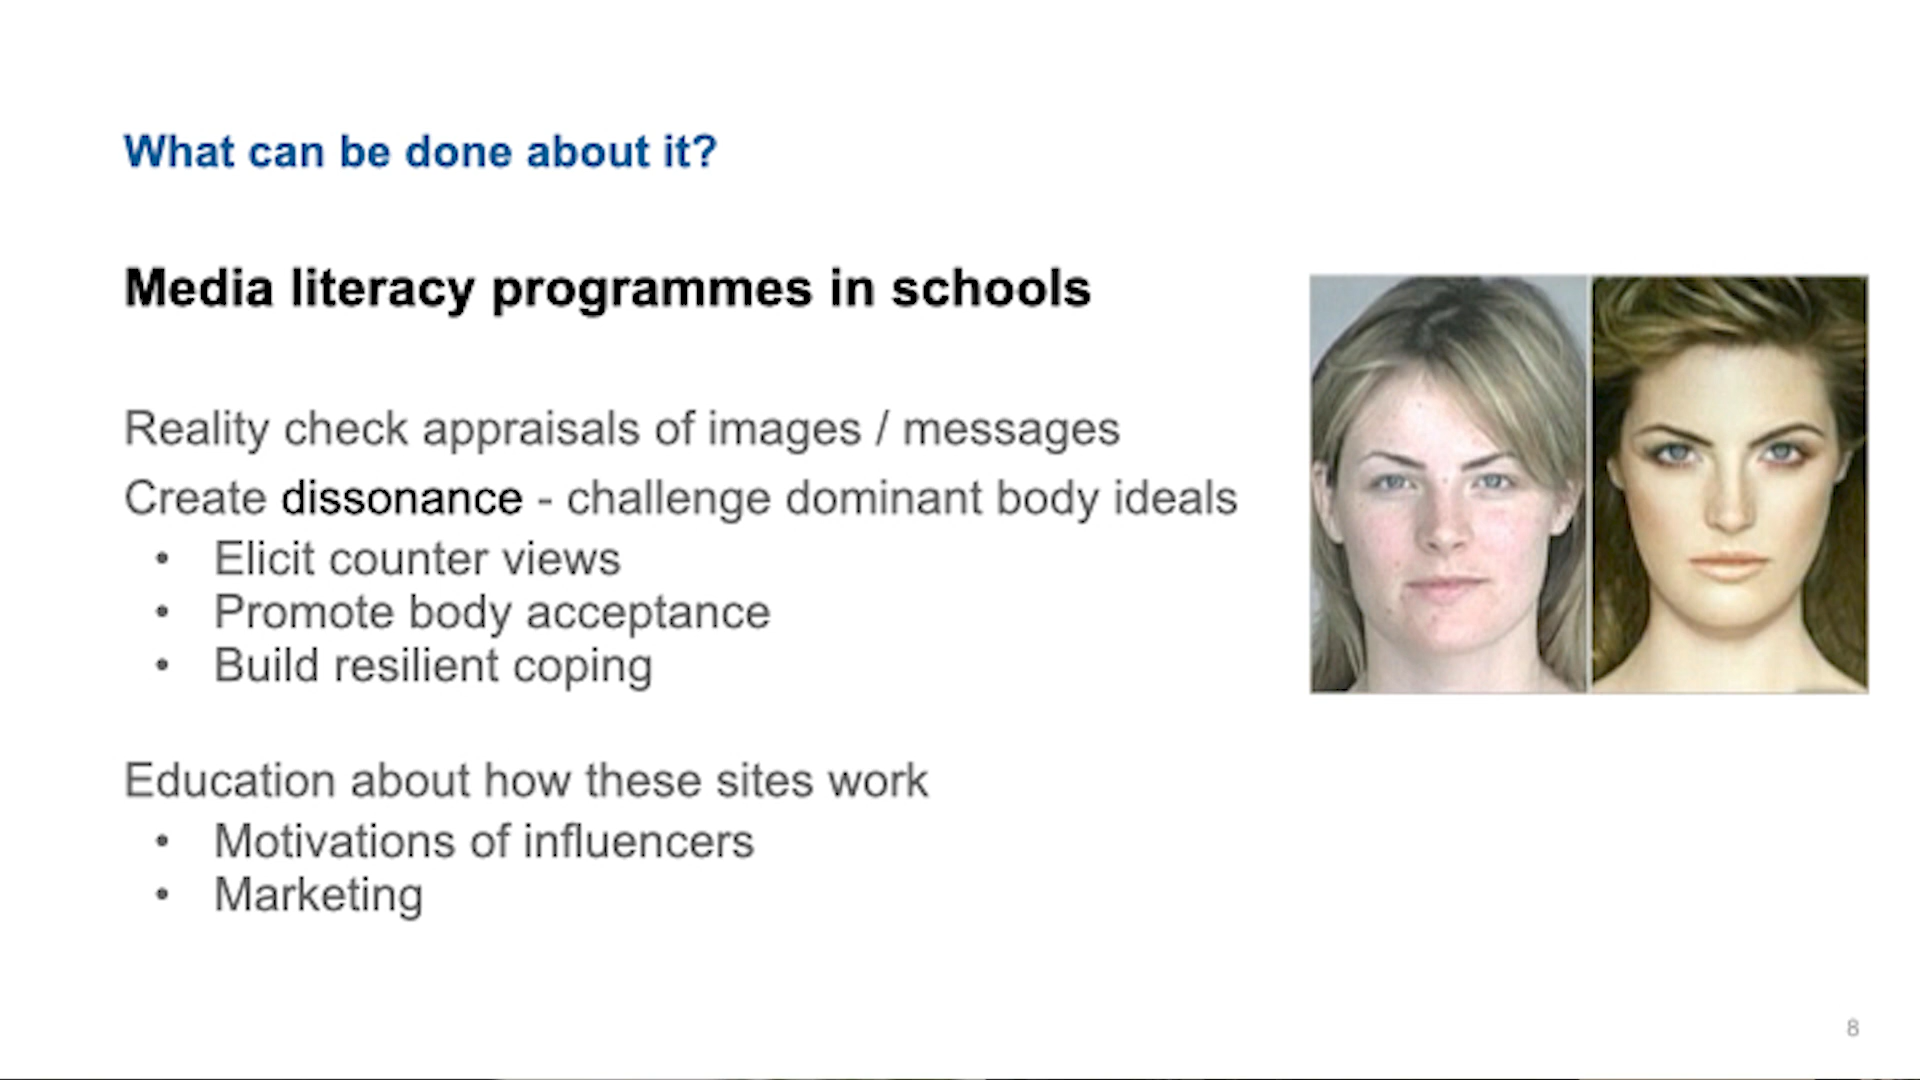 What can be done about it?
Media literacy programmes in schools
Reality check appraisals of images / messages
Create dissonance - challenge dominant body ideals
• Elicit counter views
• Promote body acceptance
• Build resilient coping
Education about how these sites work
• Motivations of influencers
• Marketing
8